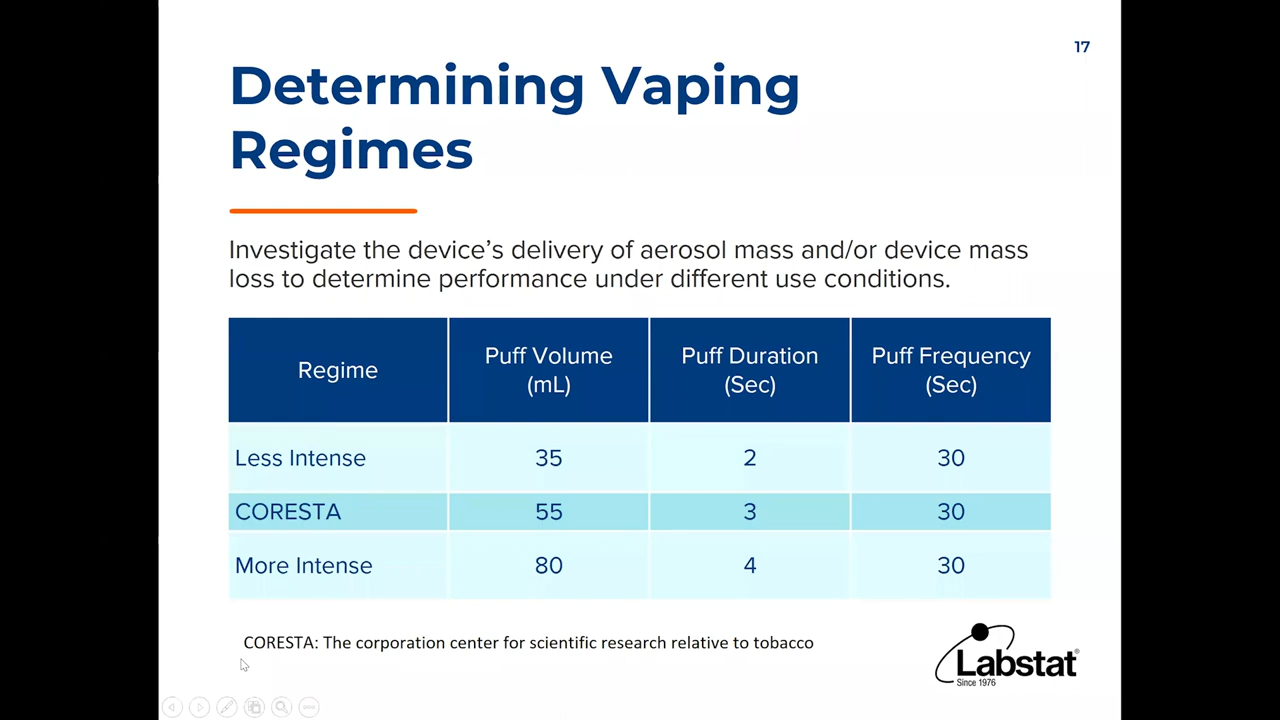 17
Determining Vaping
Regimes
Investigate the device's delivery of aerosol mass and/or device mass
loss to determine performance under different use conditions.
Regime Puff Volume (mL) Puff Duration (Sec) Puff Frequency (Sec)
Less Intense 35 2 30
CORESTA 55 3 30
More Intense 80 4 30
CORESTA: The corporation center for scientific research relative to tobacco
Labstat®
Since 1976